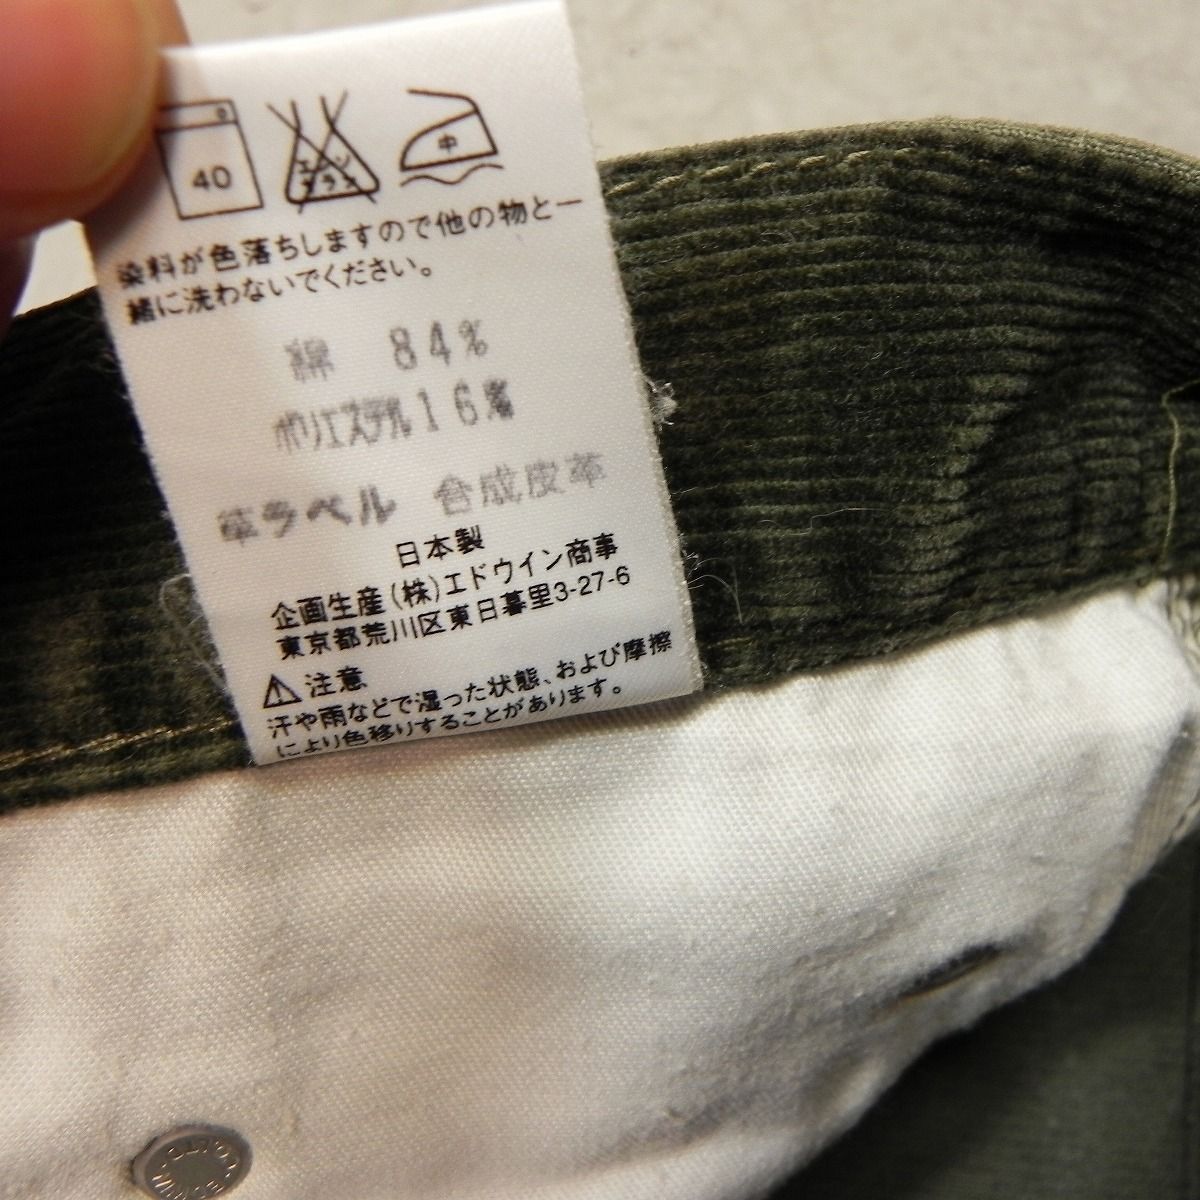 40
エンソ
サラシ
中
染料が色落ちしますので他の物と一
緒に洗わないでください。
綿 84%
ポリエステル16%
革ラベル 合成皮革
日本製
企画生産(株)エドウイン商事
東京都荒川区東日暮里3-27-6
注意
汗や雨などで湿った状態、および摩擦
により色移りすることがあります。
EDWIN CO.,LTD.